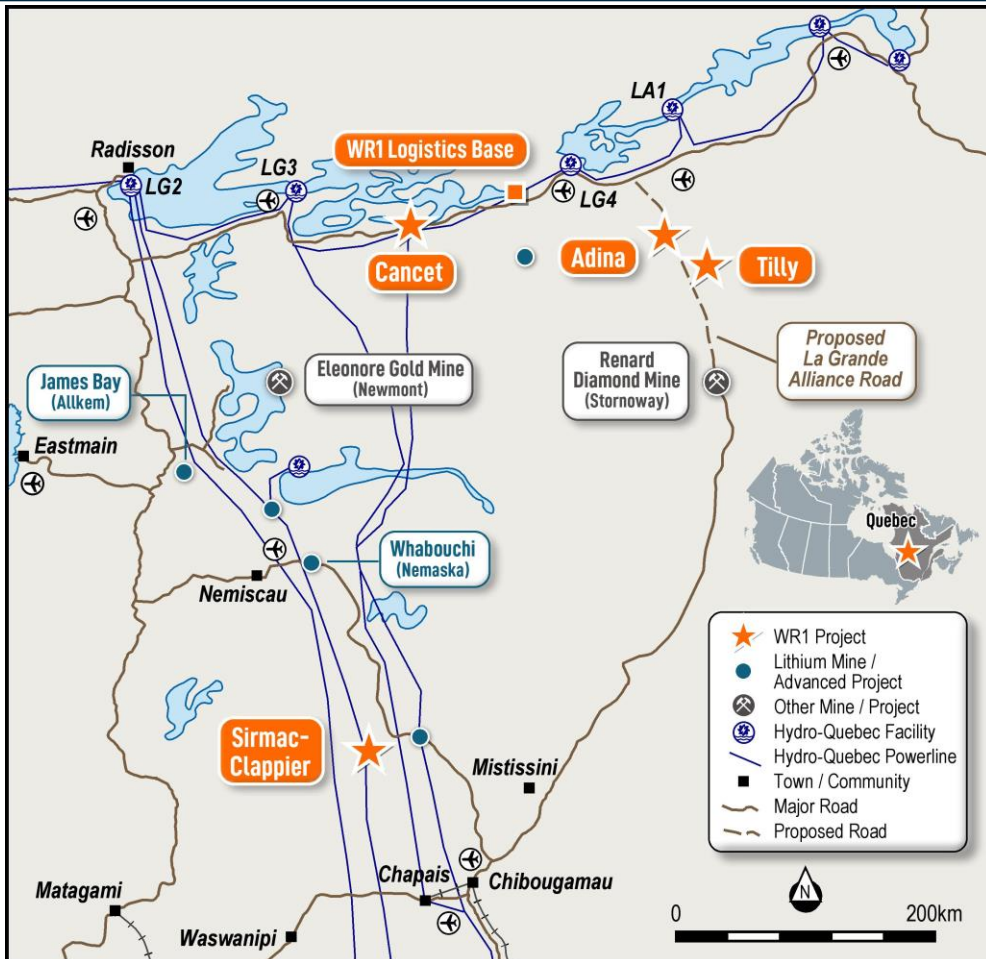 LA1
WR1 Logistics Base
Radisson
LG3
LG2
LG4
Cancet
Adina
Tilly
Proposed
La Grande
Alliance Road
Eleonore Gold Mine
(Newmont)
Renard
Diamond Mine
(Stornoway)
James Bay
(Allkem)
Eastmain
Quebec
Whabouchi
(Nemaska)
Nemiscau
WR1 Project
Lithium Mine /
Advanced Project
Other Mine / Project
Hydro-Quebec Facility
Hydro-Quebec Powerline
Town / Community
Major Road
Proposed Road
Sirmac-
Clappier
Mistissini
Chapais
Chibougamau
Matagami
Waswanipi
N
0 200km